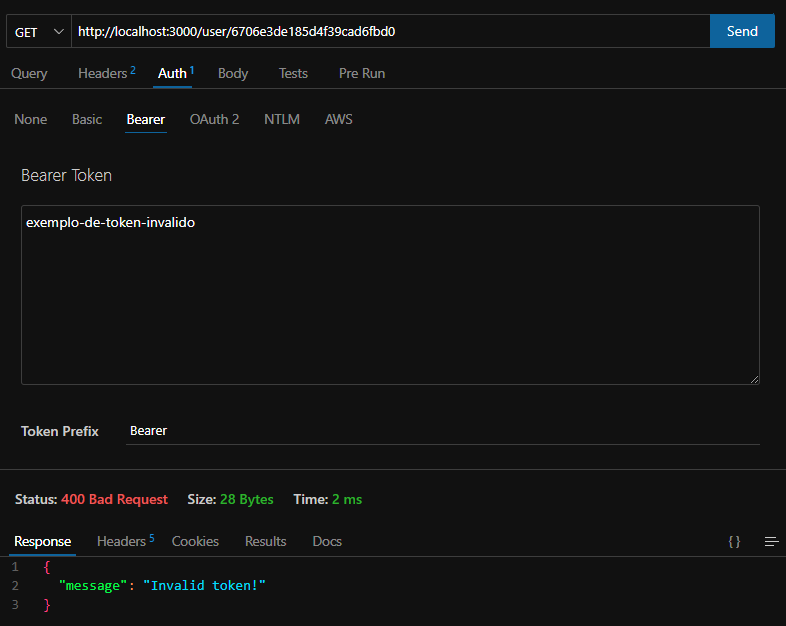 GET http://localhost:3000/user/6706e3de185d4f39cad6fbd0 Send
Query Headers 2 Auth 1 Body Tests Pre Run
None Basic Bearer OAuth 2 NTLM AWS
Bearer Token
exemplo-de-token-invalido
Token Prefix Bearer
Status: 400 Bad Request Size: 28 Bytes Time: 2 ms
Response Headers 5 Cookies Results Docs { }
1 {
2 "message": "Invalid token!"
3 }